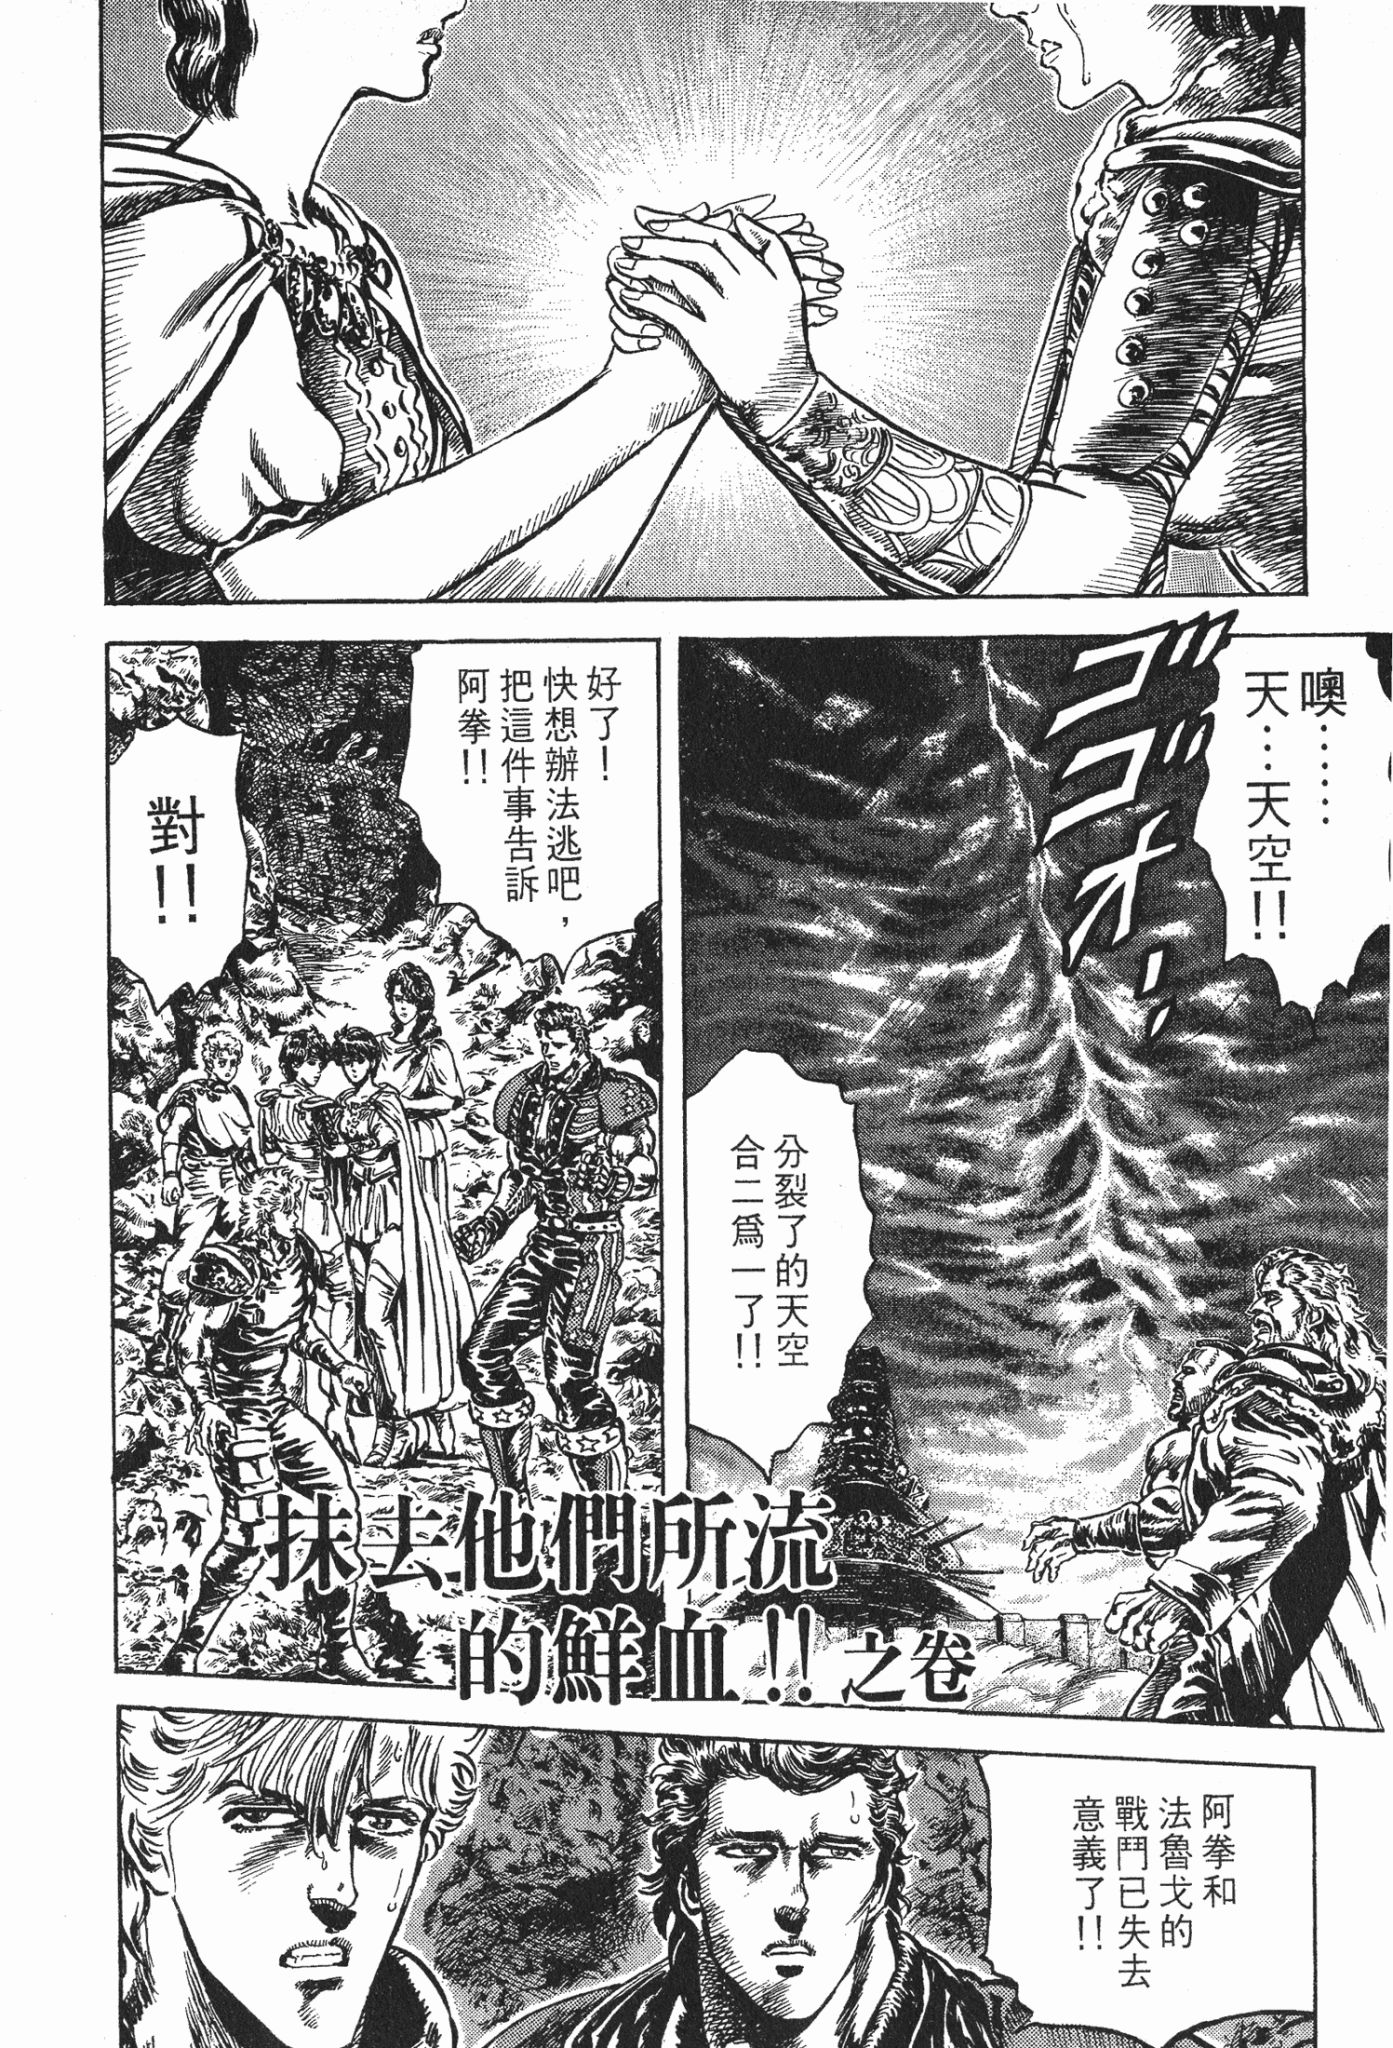 噢………
天…天空!!
ゴゴゴオー・
分裂了的天空
合二為一了!!
好了!
快想辦法逃吧,
把這件事告訴
阿拳!!
對!!
抹去他們所流
的鮮血!!之卷
阿拳和
法魯戈的
戰鬥已失去
意義了!!